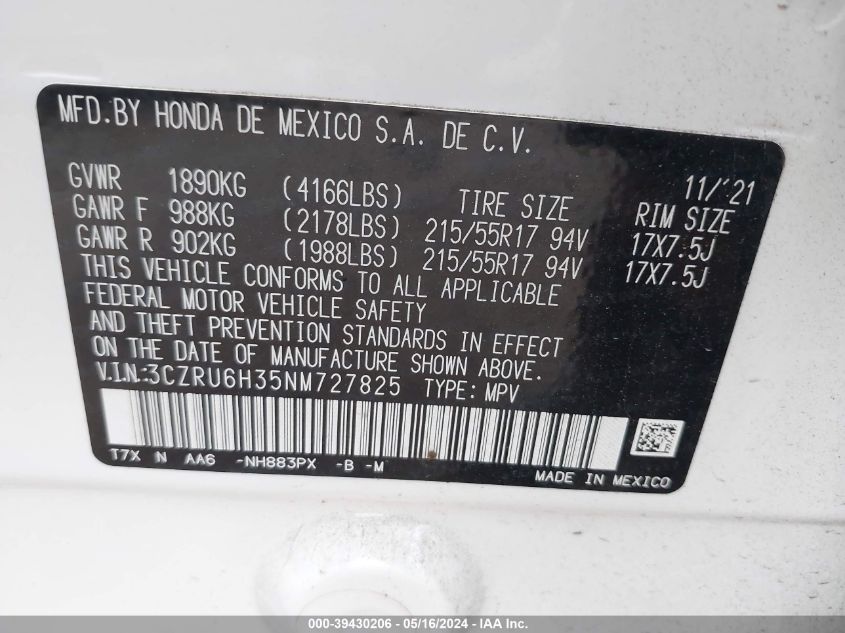 MFD.BY HONDA DE MEXICO S.A. DE C.V.
11/'21
GVWR 1890KG (4166LBS) TIRE SIZE RIM SIZE
GAWR F 988KG (2178LBS) 215/55R17 94V 17X7.5J
GAWR R 902KG (1988LBS) 215/55R17 94V 17X7.5J
THIS VEHICLE CONFORMS TO ALL APPLICABLE
FEDERAL MOTOR VEHICLE SAFETY
AND THEFT PREVENTION STANDARDS IN EFFECT
ON THE DATE OF MANUFACTURE SHOWN ABOVE.
V.I.N:3CZRU6H35NM727825 TYPE: MPV
T7X N AA6 -NH883PX -B -M
MADE IN MEXICO
000-39430206 - 05/16/2024 - IAA Inc.